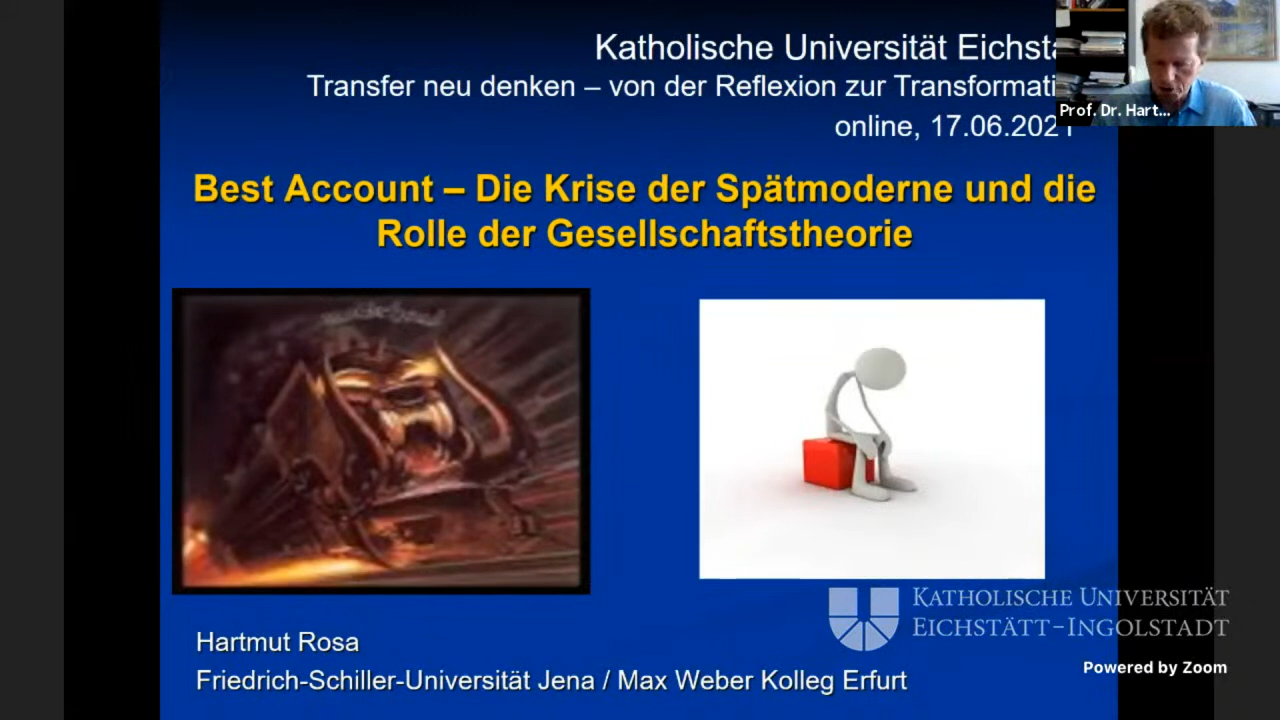 Katholische Universität Eichsta
Transfer neu denken – von der Reflexion zur Transformati
online, 17.06.2021
Prof. Dr. Hart...
Best Account – Die Krise der Spätmoderne und die
Rolle der Gesellschaftstheorie
Hartmut Rosa
Friedrich-Schiller-Universität Jena / Max Weber Kolleg Erfurt
KATHOLISCHE UNIVERSITÄT
EICHSTÄTT-INGOLSTADT
Powered by Zoom